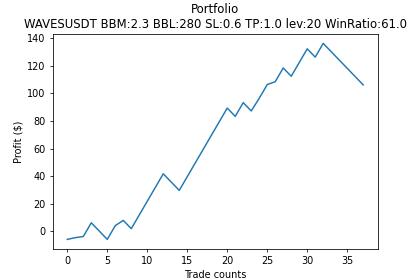 Portfolio
WAVESUSDT BBM:2.3 BBL:280 SL:0.6 TP:1.0 lev:20 WinRatio:61.0
140
120
100
80
60
40
20
0
Profit ($)
0 5 10 15 20 25 30 35
Trade counts